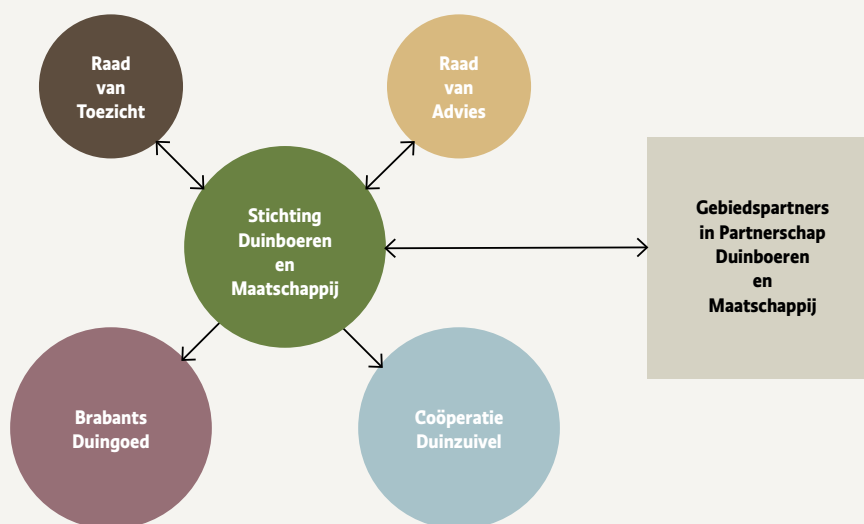 Raad
van
Toezicht
Raad
van
Advies
Stichting
Duinboeren
en
Maatschappij
Gebiedspartners
in Partnerschap
Duinboeren
en
Maatschappij
Brabants
Duingoed
Coöperatie
Duinzuivel